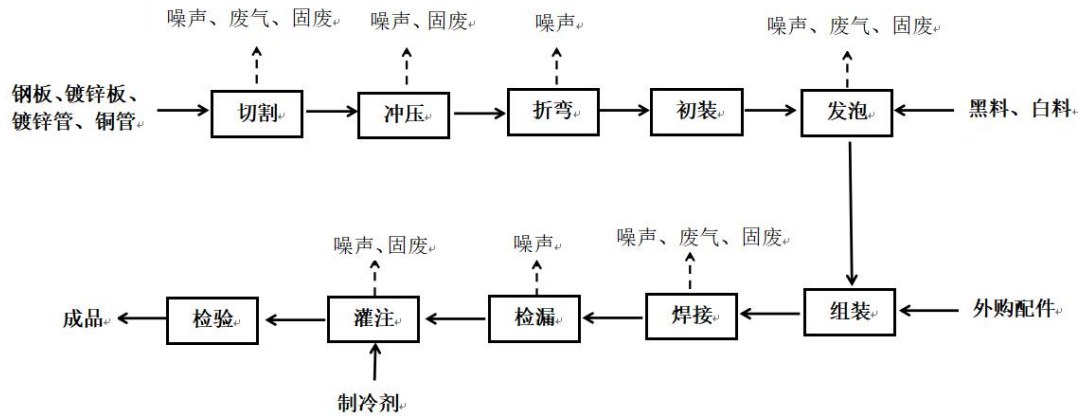 噪声、废气、固废
噪声、固废
噪声
噪声、废气、固废
钢板、镀锌板、
镀锌管、铜管
切割
冲压
折弯
初装
发泡
黑料、白料
噪声、固废
噪声
噪声、废气、固废
成品
检验
灌注
检漏
焊接
组装
外购配件
制冷剂